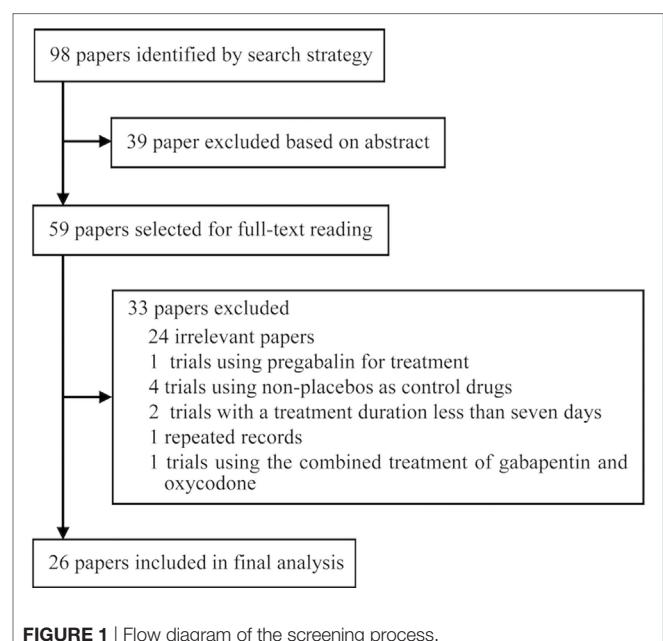 98 papers identified by search strategy
39 paper excluded based on abstract
59 papers selected for full-text reading
33 papers excluded
24 irrelevant papers
1 trials using pregabalin for treatment
4 trials using non-placebos as control drugs
2 trials with a treatment duration less than seven days
1 repeated records
1 trials using the combined treatment of gabapentin and
oxycodone
26 papers included in final analysis
FIGURE 1 | Flow diagram of the screening process.